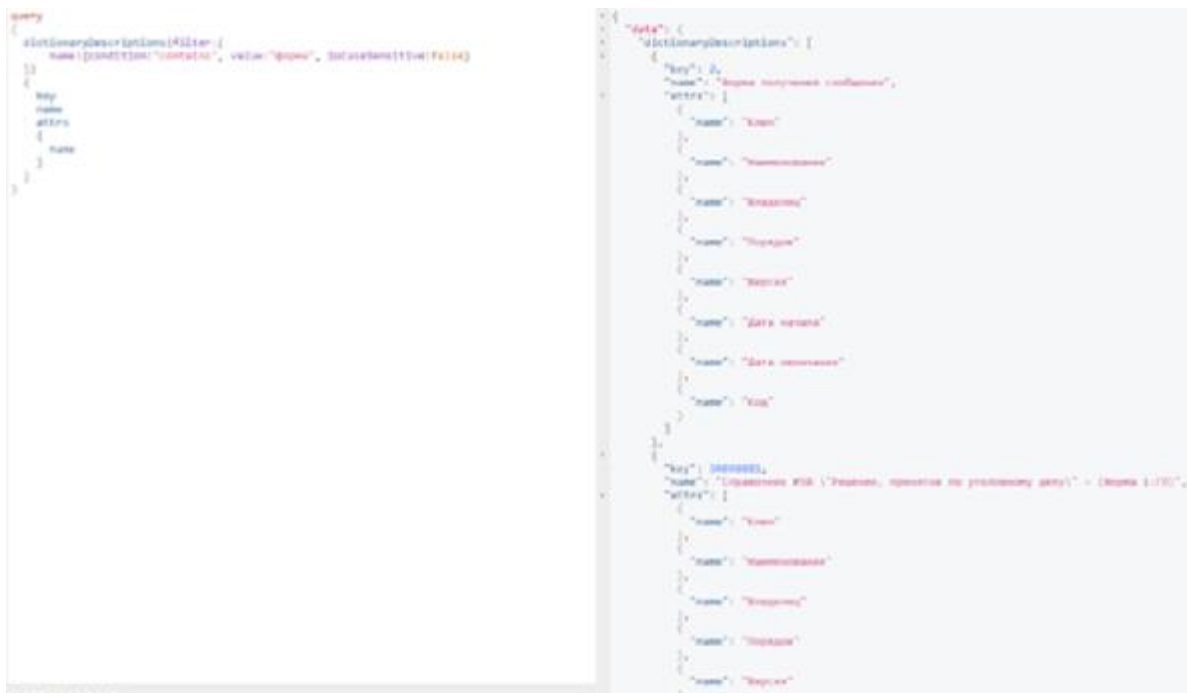 query
{
dictionaryDescriptions(filter:{
name:{condition:"contains", value:"форма", isCaseSensitive:false}
})
{
key
name
attrs
{
name
}
}
}
{
"data": {
"dictionaryDescriptions": [
{
"key": 2,
"name": "Форма получения сообщения",
"attrs": [
{
"name": "Ключ"
},
{
"name": "Наименование"
},
{
"name": "Владелец"
},
{
"name": "Порядок"
},
{
"name": "Версия"
},
{
"name": "Дата начала"
},
{
"name": "Дата окончания"
},
{
"name": "Код"
}
]
},
{
"key":
"name": "Справочник №5 \"Решение, принятое по уголовному делу\" - (Форма
"attrs": [
{
"name": "Ключ"
},
{
"name": "Наименование"
},
{
"name": "Владелец"
},
{
"name": "Порядок"
},
{
"name": "Версия"